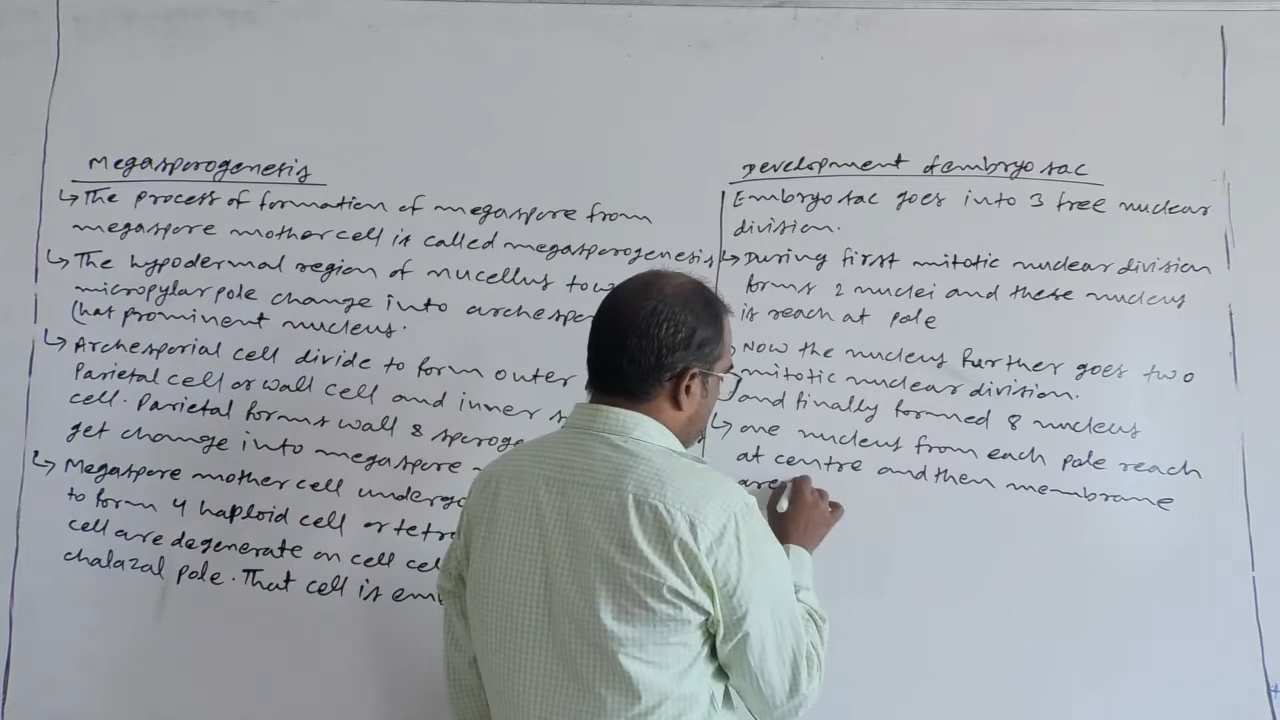 Megasporogenesis
↳ The process of formation of megaspore from
megaspore mother cell is called megasporogenesis
↳ The hypodermal region of nucellus
micropylar pole change into
(has prominent nucleus.
↳ Archesporial cell divide to form outer
Parietal cell or wall cell and inner
cell. Parietal forms wall &
get change into megaspore
↳ Megaspore mother cell
to form 4 haploid cell or
cell are degenerate on cell
chalazal pole. That cell is
Development of embryo sac
Embryo sac goes into 3 free nuclear
division.
↳ During first mitotic nuclear division
forms 2 nuclei and these nucleus
is reach at pole
Now the nucleus further goes two
mitotic nuclear division.
and finally formed 8 nucleus
↳ one nucleus from each pole reach
at centre and then membrane
are